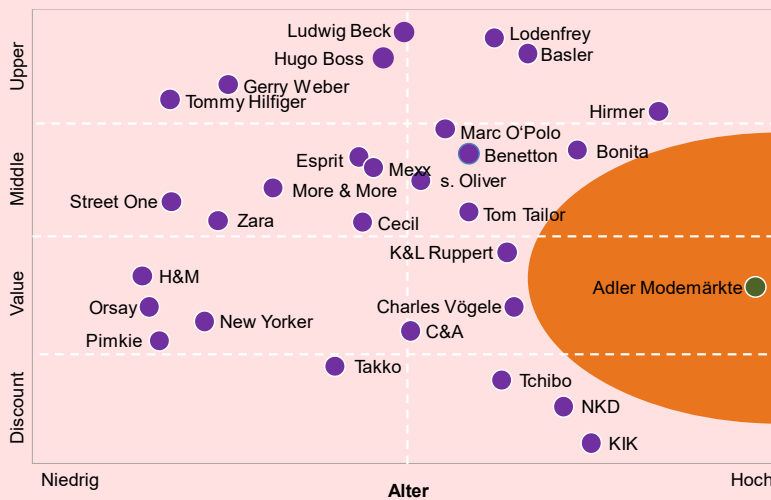 Upper
Ludwig Beck
Lodenfrey
Hugo Boss
Basler
Gerry Weber
Tommy Hilfiger
Hirmer
Middle
Marc O'Polo
Esprit
Mexx
Benetton
Bonita
More & More
s. Oliver
Street One
Zara
Cecil
Tom Tailor
Value
K&L Ruppert
H&M
Adler Modemärkte
Orsay
New Yorker
Charles Vögele
Pimkie
C&A
Discount
Takko
Tchibo
NKD
KIK
Niedrig
Alter
Hoch